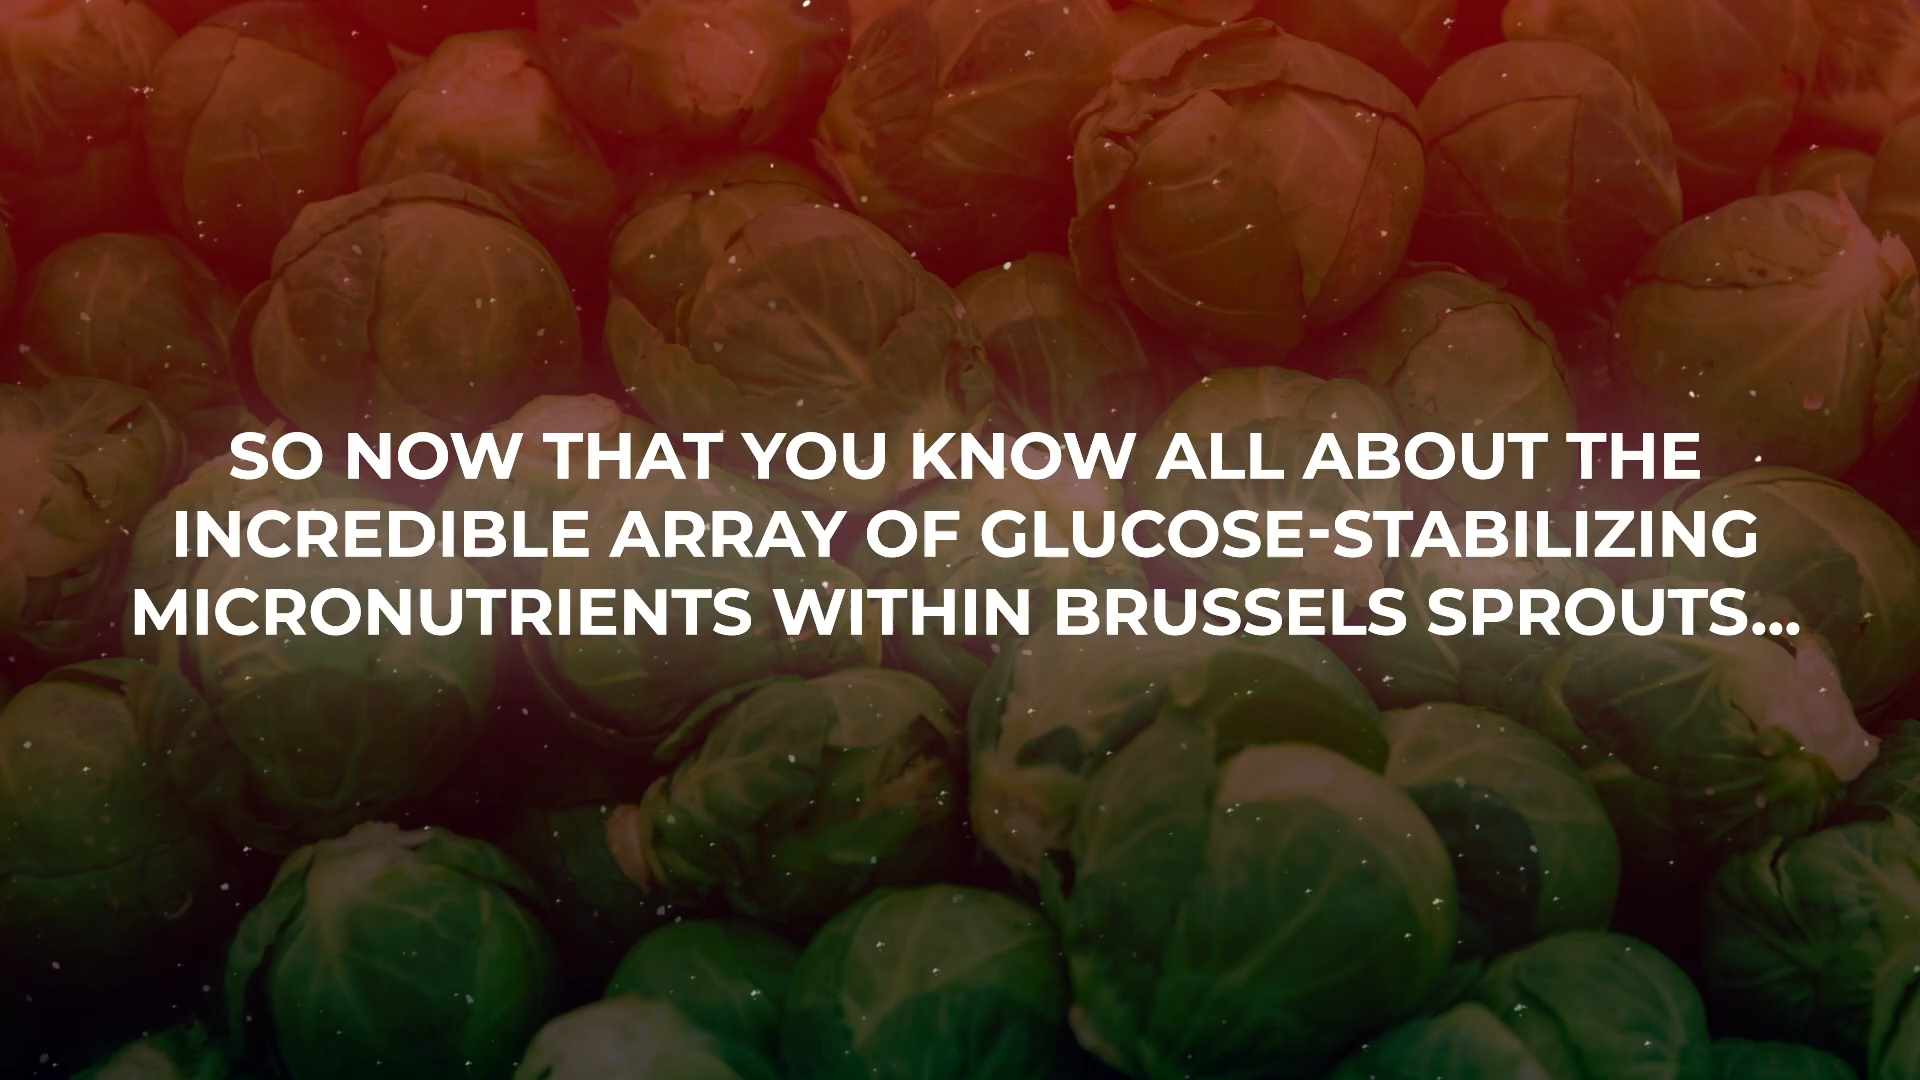 SO NOW THAT YOU KNOW ALL ABOUT THE
INCREDIBLE ARRAY OF GLUCOSE-STABILIZING
MICRONUTRIENTS WITHIN BRUSSELS SPROUTS...